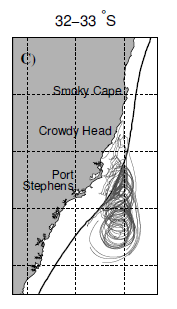 32–33 °S
C)
Smoky Cape
Crowdy Head
Port
Stephens